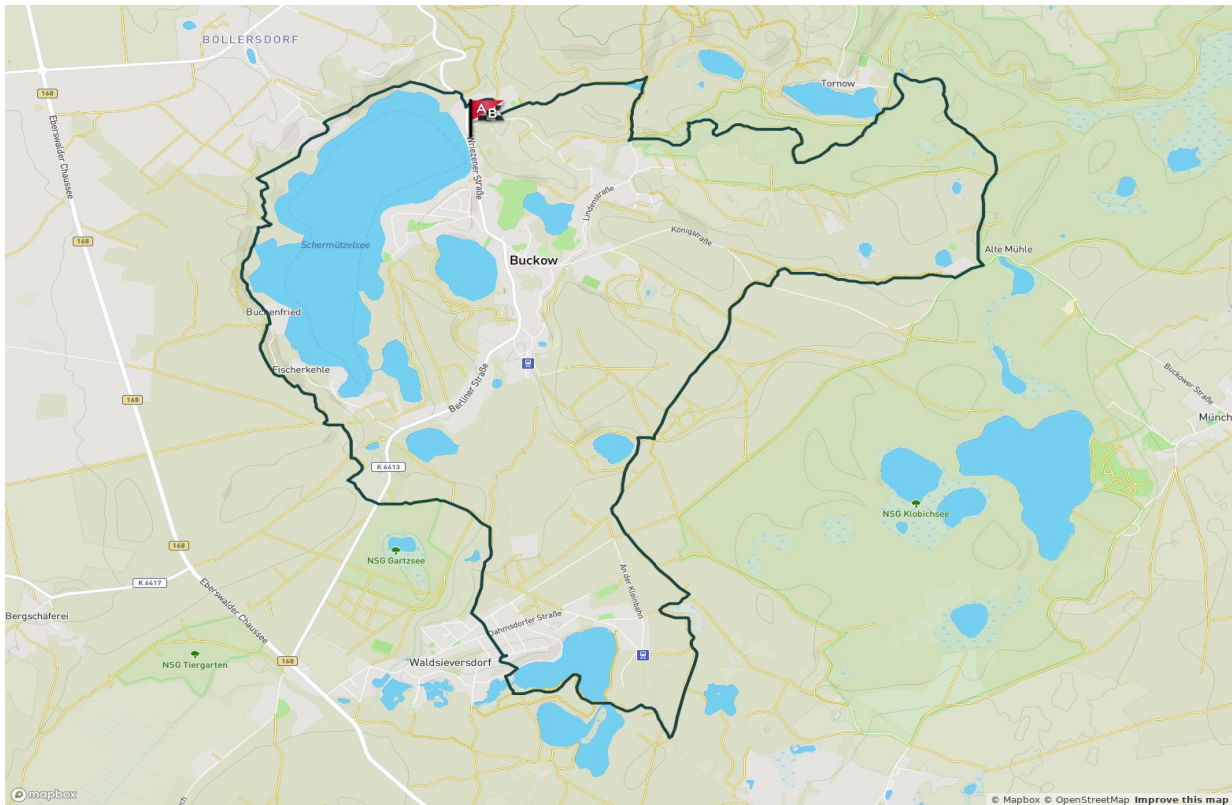 BOLLERSDORF
168
Eberswalder Chaussee
A
B
Tornow
Wriezener Straße
Lindenstraße
168
Schermützelsee
Königstraße
Alte Mühle
Buckow
Buchenfried
Fischerkehle
Buckower Straße
168
Berliner Straße
Münch
K 6413
NSG Klobichsee
168
NSG Gartzsee
K 6417
An der Kleinbahn
Eberswalder Chaussee
Bergschäferei
Dahmsdorfer Straße
NSG Tiergarten
168
Waldsieversdorf
mapbox
© Mapbox © OpenStreetMap Improve this map